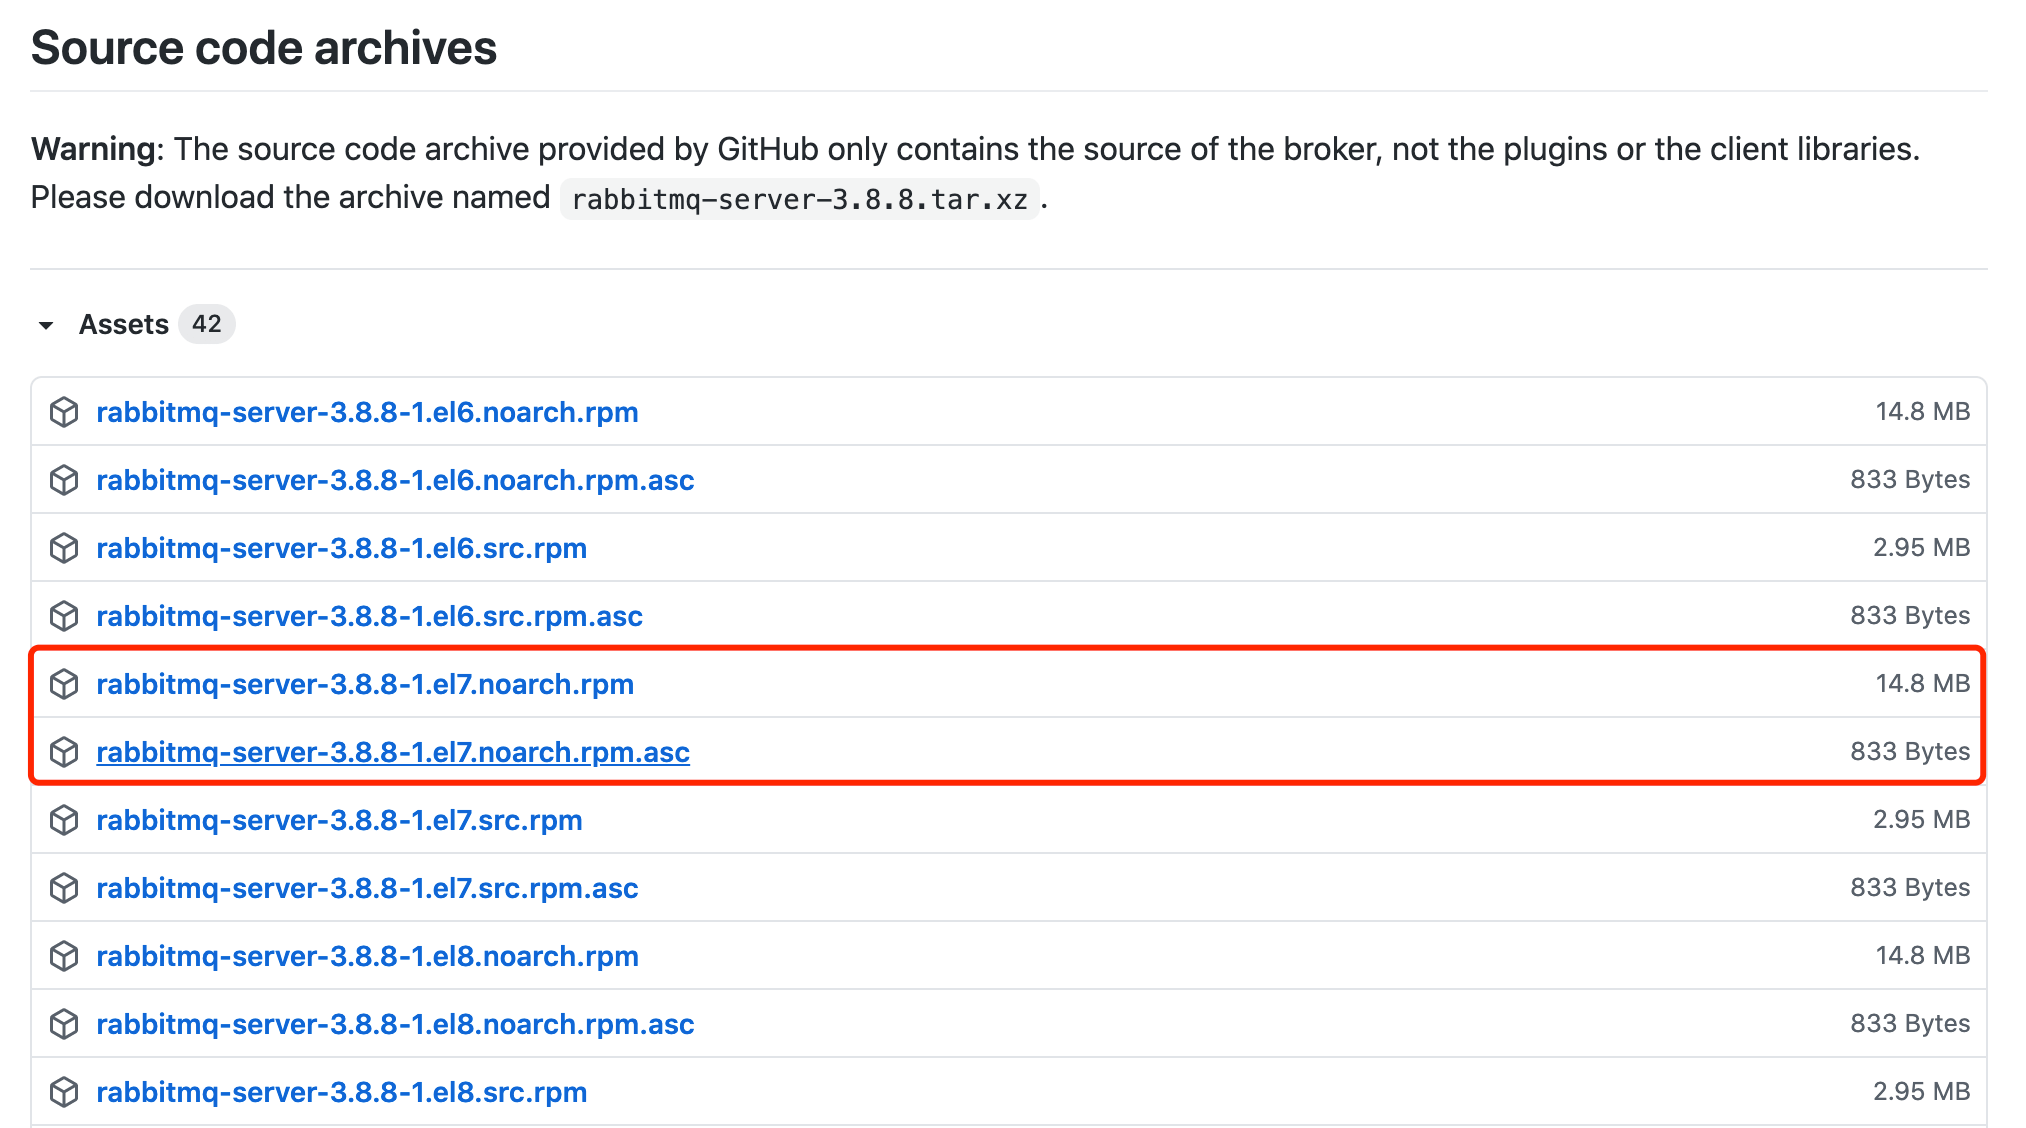 Source code archives
Warning: The source code archive provided by GitHub only contains the source of the broker, not the plugins or the client libraries.
Please download the archive named rabbitmq-server-3.8.8.tar.xz.
Assets 42
rabbitmq-server-3.8.8-1.el6.noarch.rpm 14.8 MB
rabbitmq-server-3.8.8-1.el6.noarch.rpm.asc 833 Bytes
rabbitmq-server-3.8.8-1.el6.src.rpm 2.95 MB
rabbitmq-server-3.8.8-1.el6.src.rpm.asc 833 Bytes
rabbitmq-server-3.8.8-1.el7.noarch.rpm 14.8 MB
rabbitmq-server-3.8.8-1.el7.noarch.rpm.asc 833 Bytes
rabbitmq-server-3.8.8-1.el7.src.rpm 2.95 MB
rabbitmq-server-3.8.8-1.el7.src.rpm.asc 833 Bytes
rabbitmq-server-3.8.8-1.el8.noarch.rpm 14.8 MB
rabbitmq-server-3.8.8-1.el8.noarch.rpm.asc 833 Bytes
rabbitmq-server-3.8.8-1.el8.src.rpm 2.95 MB